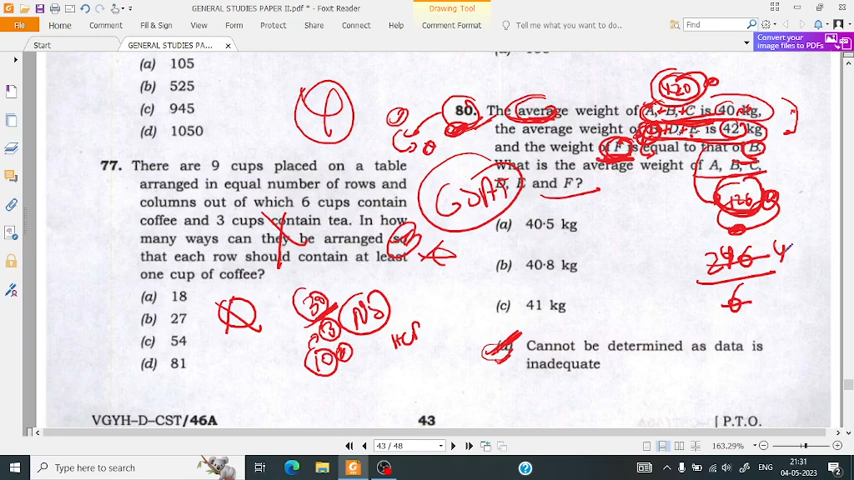 GENERAL STUDIES PAPER II.pdf - Foxit Reader
Drawing Tool
File
Home
Comment
Fill & Sign
View
Form
Protect
Share
Connect
Help
Comment Format
Tell me what you want to do...
Find
Start
GENERAL STUDIES PA...
Convert your
image files to PDFs
(a) 105
(b) 525
(c) 945
(d) 1050
77. There are 9 cups placed on a table
arranged in equal number of rows and
columns out of which 6 cups contain
coffee and 3 cups contain tea. In how
many ways can they be arranged so
that each row should contain at least
one cup of coffee?
(a) 18
(b) 27
(c) 54
(d) 81
VGYH-D-CST/46A
80. The average weight of A, B, C is 40 kg,
the average weight of B, D, E is 42 kg
and the weight of F is equal to that of B.
What is the average weight of A, B, C,
D, E and F?
(a) 40·5 kg
(b) 40·8 kg
(c) 41 kg
(d) Cannot be determined as data is
inadequate
43
[ P.T.O.
120
126
246
6
30
10
HCF
43 / 48
163.29%
Type here to search
ENG
21:31
04-05-2023